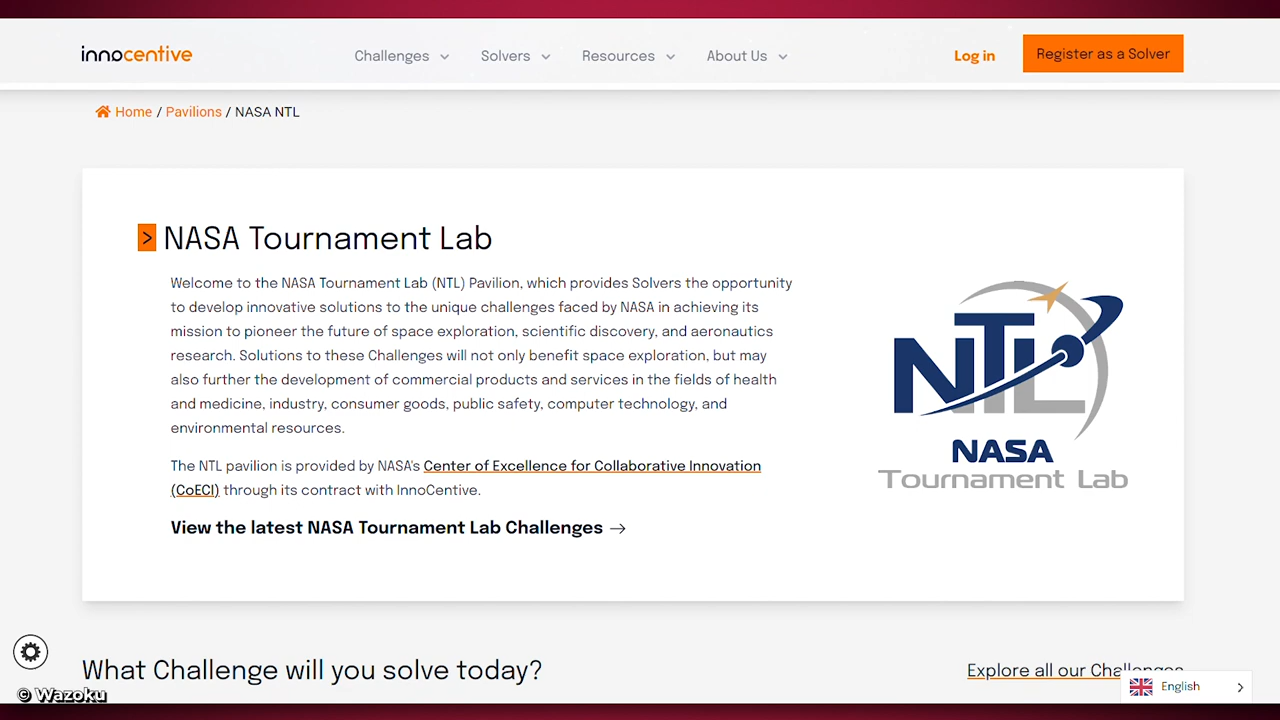 innocentive
Challenges
Solvers
Resources
About Us
Log in
Register as a Solver
Home / Pavilions / NASA NTL
> NASA Tournament Lab
Welcome to the NASA Tournament Lab (NTL) Pavilion, which provides Solvers the opportunity
to develop innovative solutions to the unique challenges faced by NASA in achieving its
mission to pioneer the future of space exploration, scientific discovery, and aeronautics
research. Solutions to these Challenges will not only benefit space exploration, but may
also further the development of commercial products and services in the fields of health
and medicine, industry, consumer goods, public safety, computer technology, and
environmental resources.
The NTL pavilion is provided by NASA's Center of Excellence for Collaborative Innovation
(CoECI) through its contract with InnoCentive.
View the latest NASA Tournament Lab Challenges →
NTL
NASA
Tournament Lab
What Challenge will you solve today?
Explore all our Challenges
English
© Wazoku